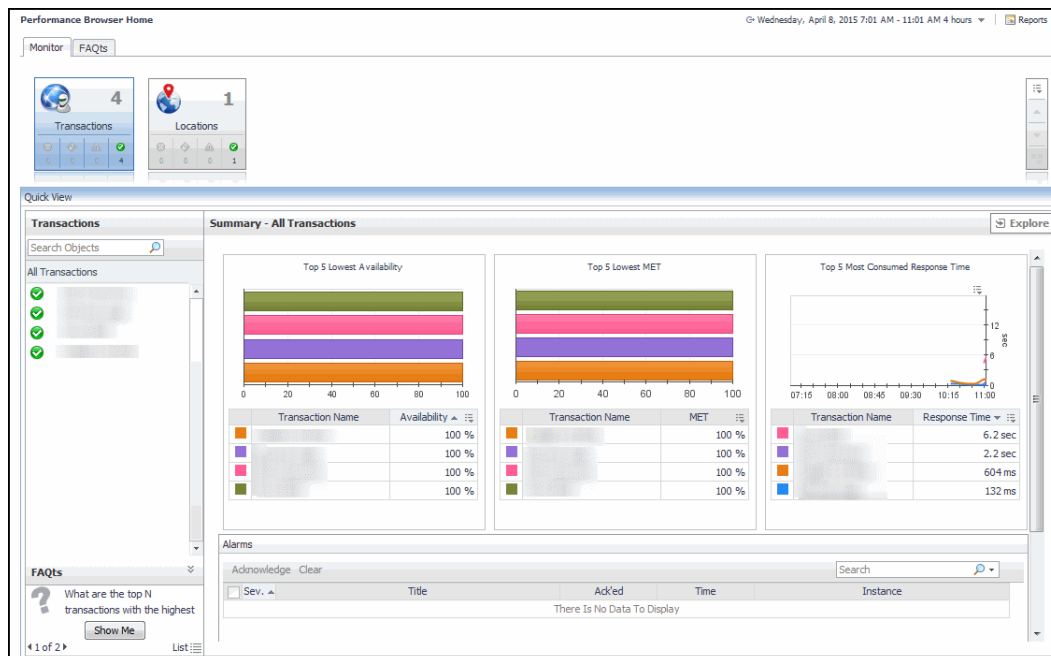 Performance Browser Home
Wednesday, April 8, 2015 7:01 AM - 11:01 AM 4 hours
Reports
Monitor
FAQts
4
Transactions
0 0 0 4
1
Locations
0 0 0 1
Quick View
Transactions
Search Objects
All Transactions
Summary - All Transactions
Explore
Top 5 Lowest Availability
0 20 40 60 80 100
Transaction Name Availability
100 %
100 %
100 %
100 %
Top 5 Lowest MET
0 20 40 60 80 100
Transaction Name MET
100 %
100 %
100 %
100 %
Top 5 Most Consumed Response Time
12
6
0
sec
07:15 08:00 08:45 09:30 10:15 11:00
Transaction Name Response Time
6.2 sec
2.2 sec
604 ms
132 ms
Alarms
Acknowledge Clear
Search
Sev. Title Ack'ed Time Instance
There Is No Data To Display
FAQts
What are the top N
transactions with the highest
Show Me
1 of 2
List